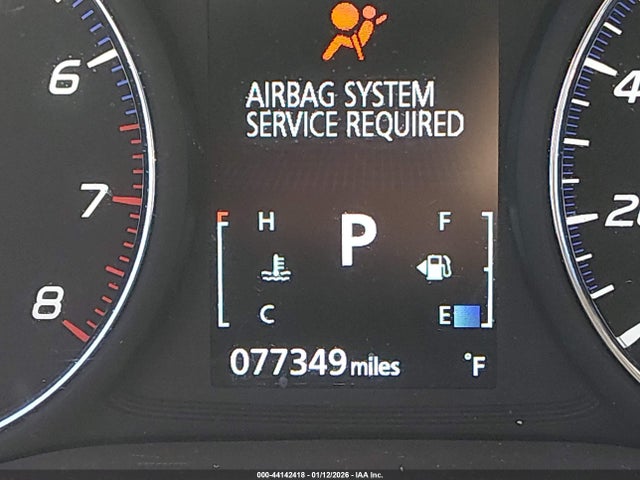 6
7
8
AIRBAG SYSTEM
SERVICE REQUIRED
H
P
F
C
E
077349 miles
°F
000-44142418 - 01/12/2026 - IAA Inc.